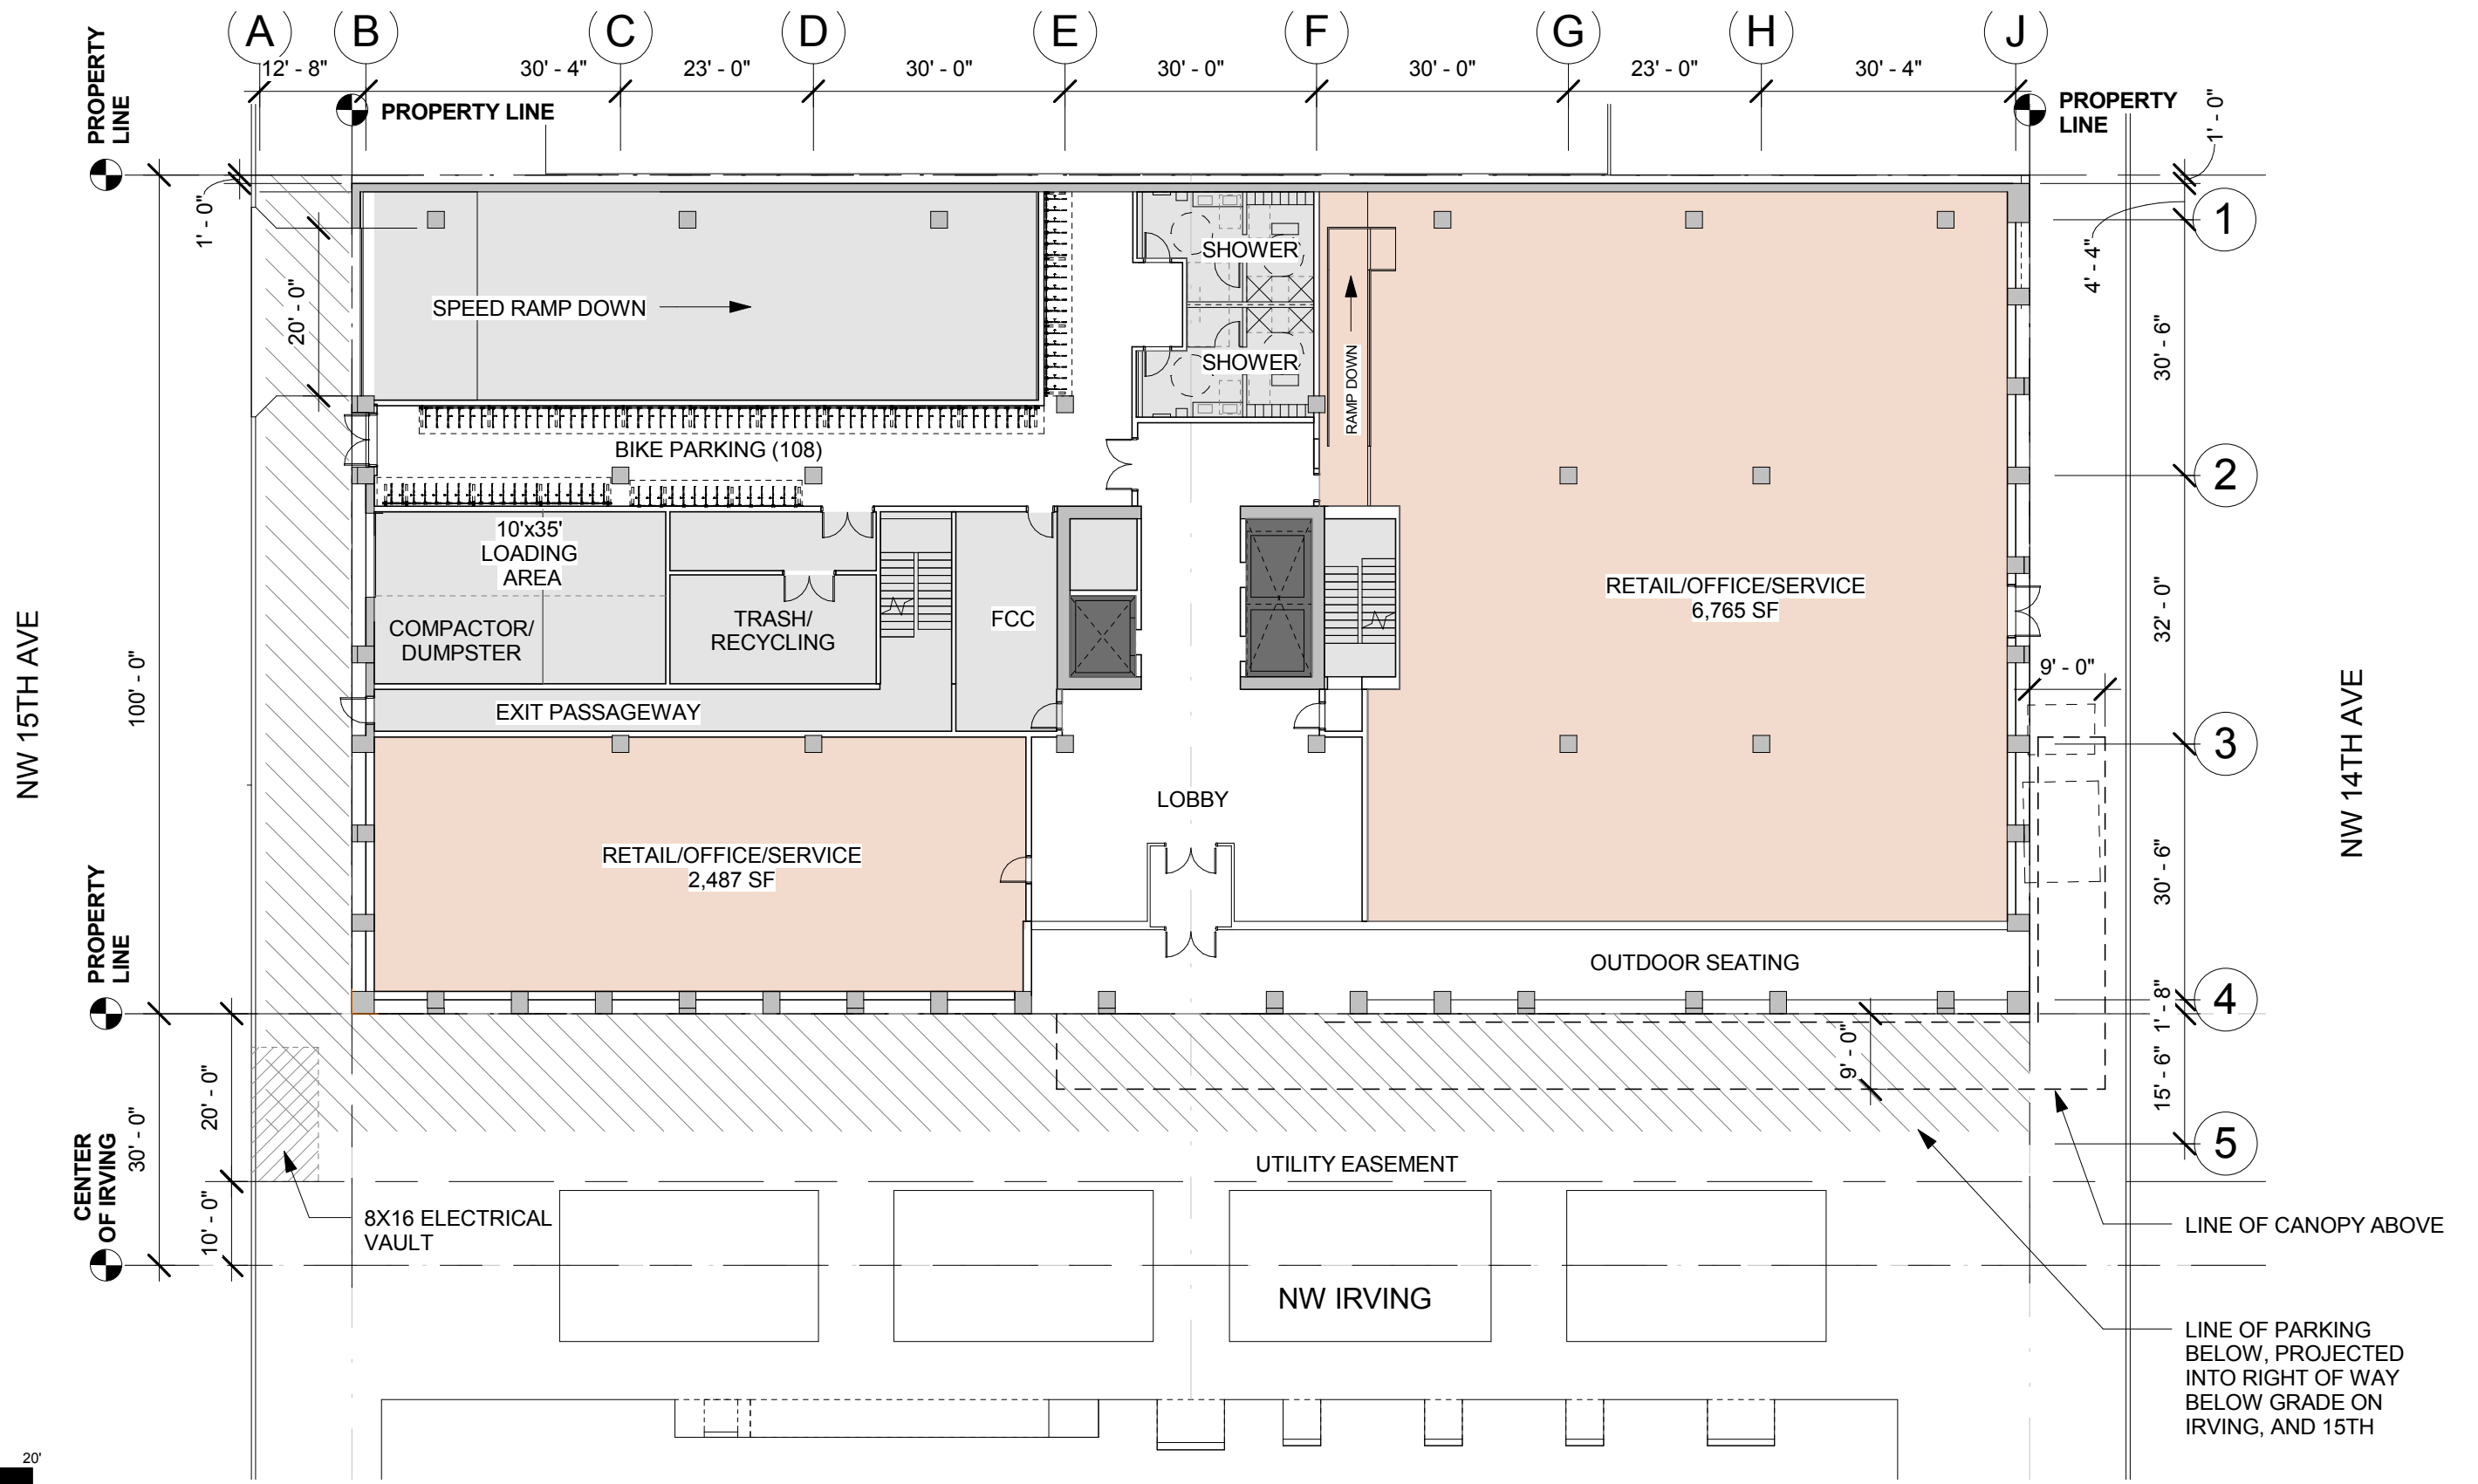 A
B
C
D
E
F
G
H
J
12' - 8"
30' - 4"
23' - 0"
30' - 0"
30' - 0"
30' - 0"
23' - 0"
30' - 4"
PROPERTY
LINE
PROPERTY LINE
PROPERTY
LINE
1' - 0"
1' - 0"
4' - 4"
1
20' - 0"
SPEED RAMP DOWN
SHOWER
SHOWER
RAMP DOWN
30' - 6"
BIKE PARKING (108)
2
10'x35'
LOADING
AREA
COMPACTOR/
DUMPSTER
TRASH/
RECYCLING
FCC
RETAIL/OFFICE/SERVICE
6,765 SF
32' - 0"
9' - 0"
NW 15TH AVE
100' - 0"
EXIT PASSAGEWAY
3
NW 14TH AVE
LOBBY
RETAIL/OFFICE/SERVICE
2,487 SF
30' - 6"
PROPERTY
LINE
OUTDOOR SEATING
4
1' - 8"
9' - 0"
15' - 6"
20' - 0"
30' - 0"
5
UTILITY EASEMENT
CENTER
OF IRVING
10' - 0"
8X16 ELECTRICAL
VAULT
LINE OF CANOPY ABOVE
NW IRVING
LINE OF PARKING
BELOW, PROJECTED
INTO RIGHT OF WAY
BELOW GRADE ON
IRVING, AND 15TH
20'